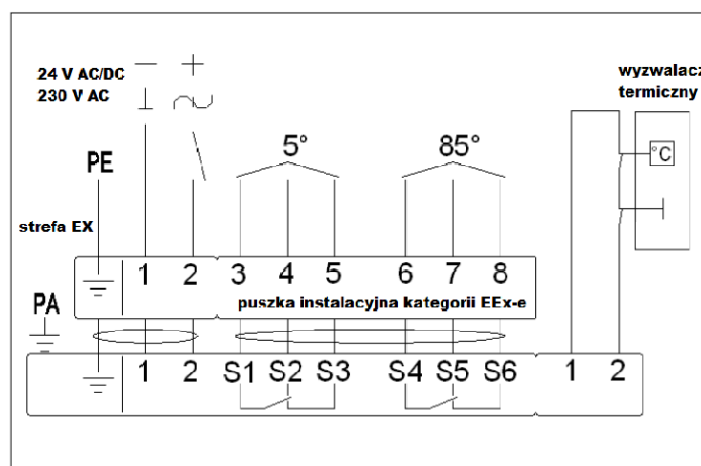 24 V AC/DC
230 V AC
wyzwalacz
termiczny
5°
85°
°C
PE
strefa EX
1 2 3 4 5 6 7 8
puszka instalacyjna kategorii EEx-e
PA
1 2 S1 S2 S3 S4 S5 S6 1 2